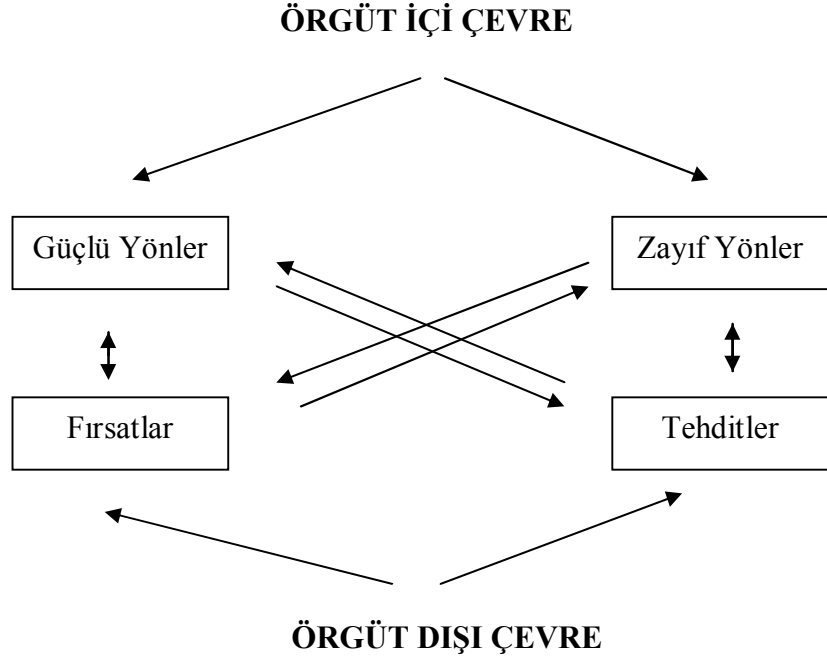 ÖRGÜT İÇİ ÇEVRE
Güçlü Yönler
Zayıf Yönler
Fırsatlar
Tehditler
ÖRGÜT DIŞI ÇEVRE